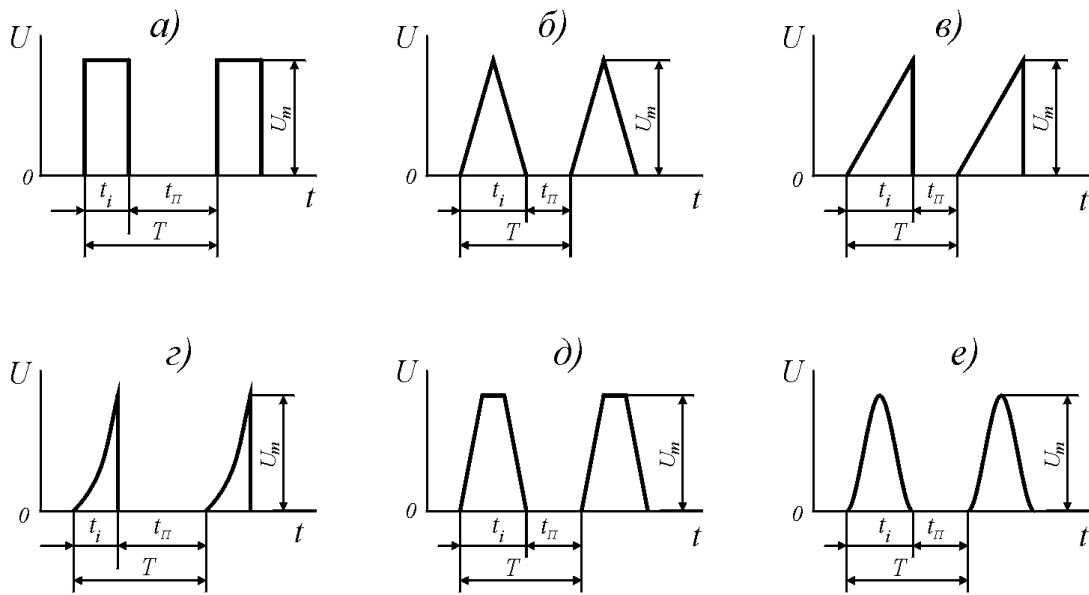 а) б) в)
U U U
U_m U_m U_m
0 0 0
t_i t_П t t_i t_П t t_i t_П t
T T T
г) д) е)
U U U
U_m U_m U_m
0 0 0
t_i t_П t t_i t_П t t_i t_П t
T T T